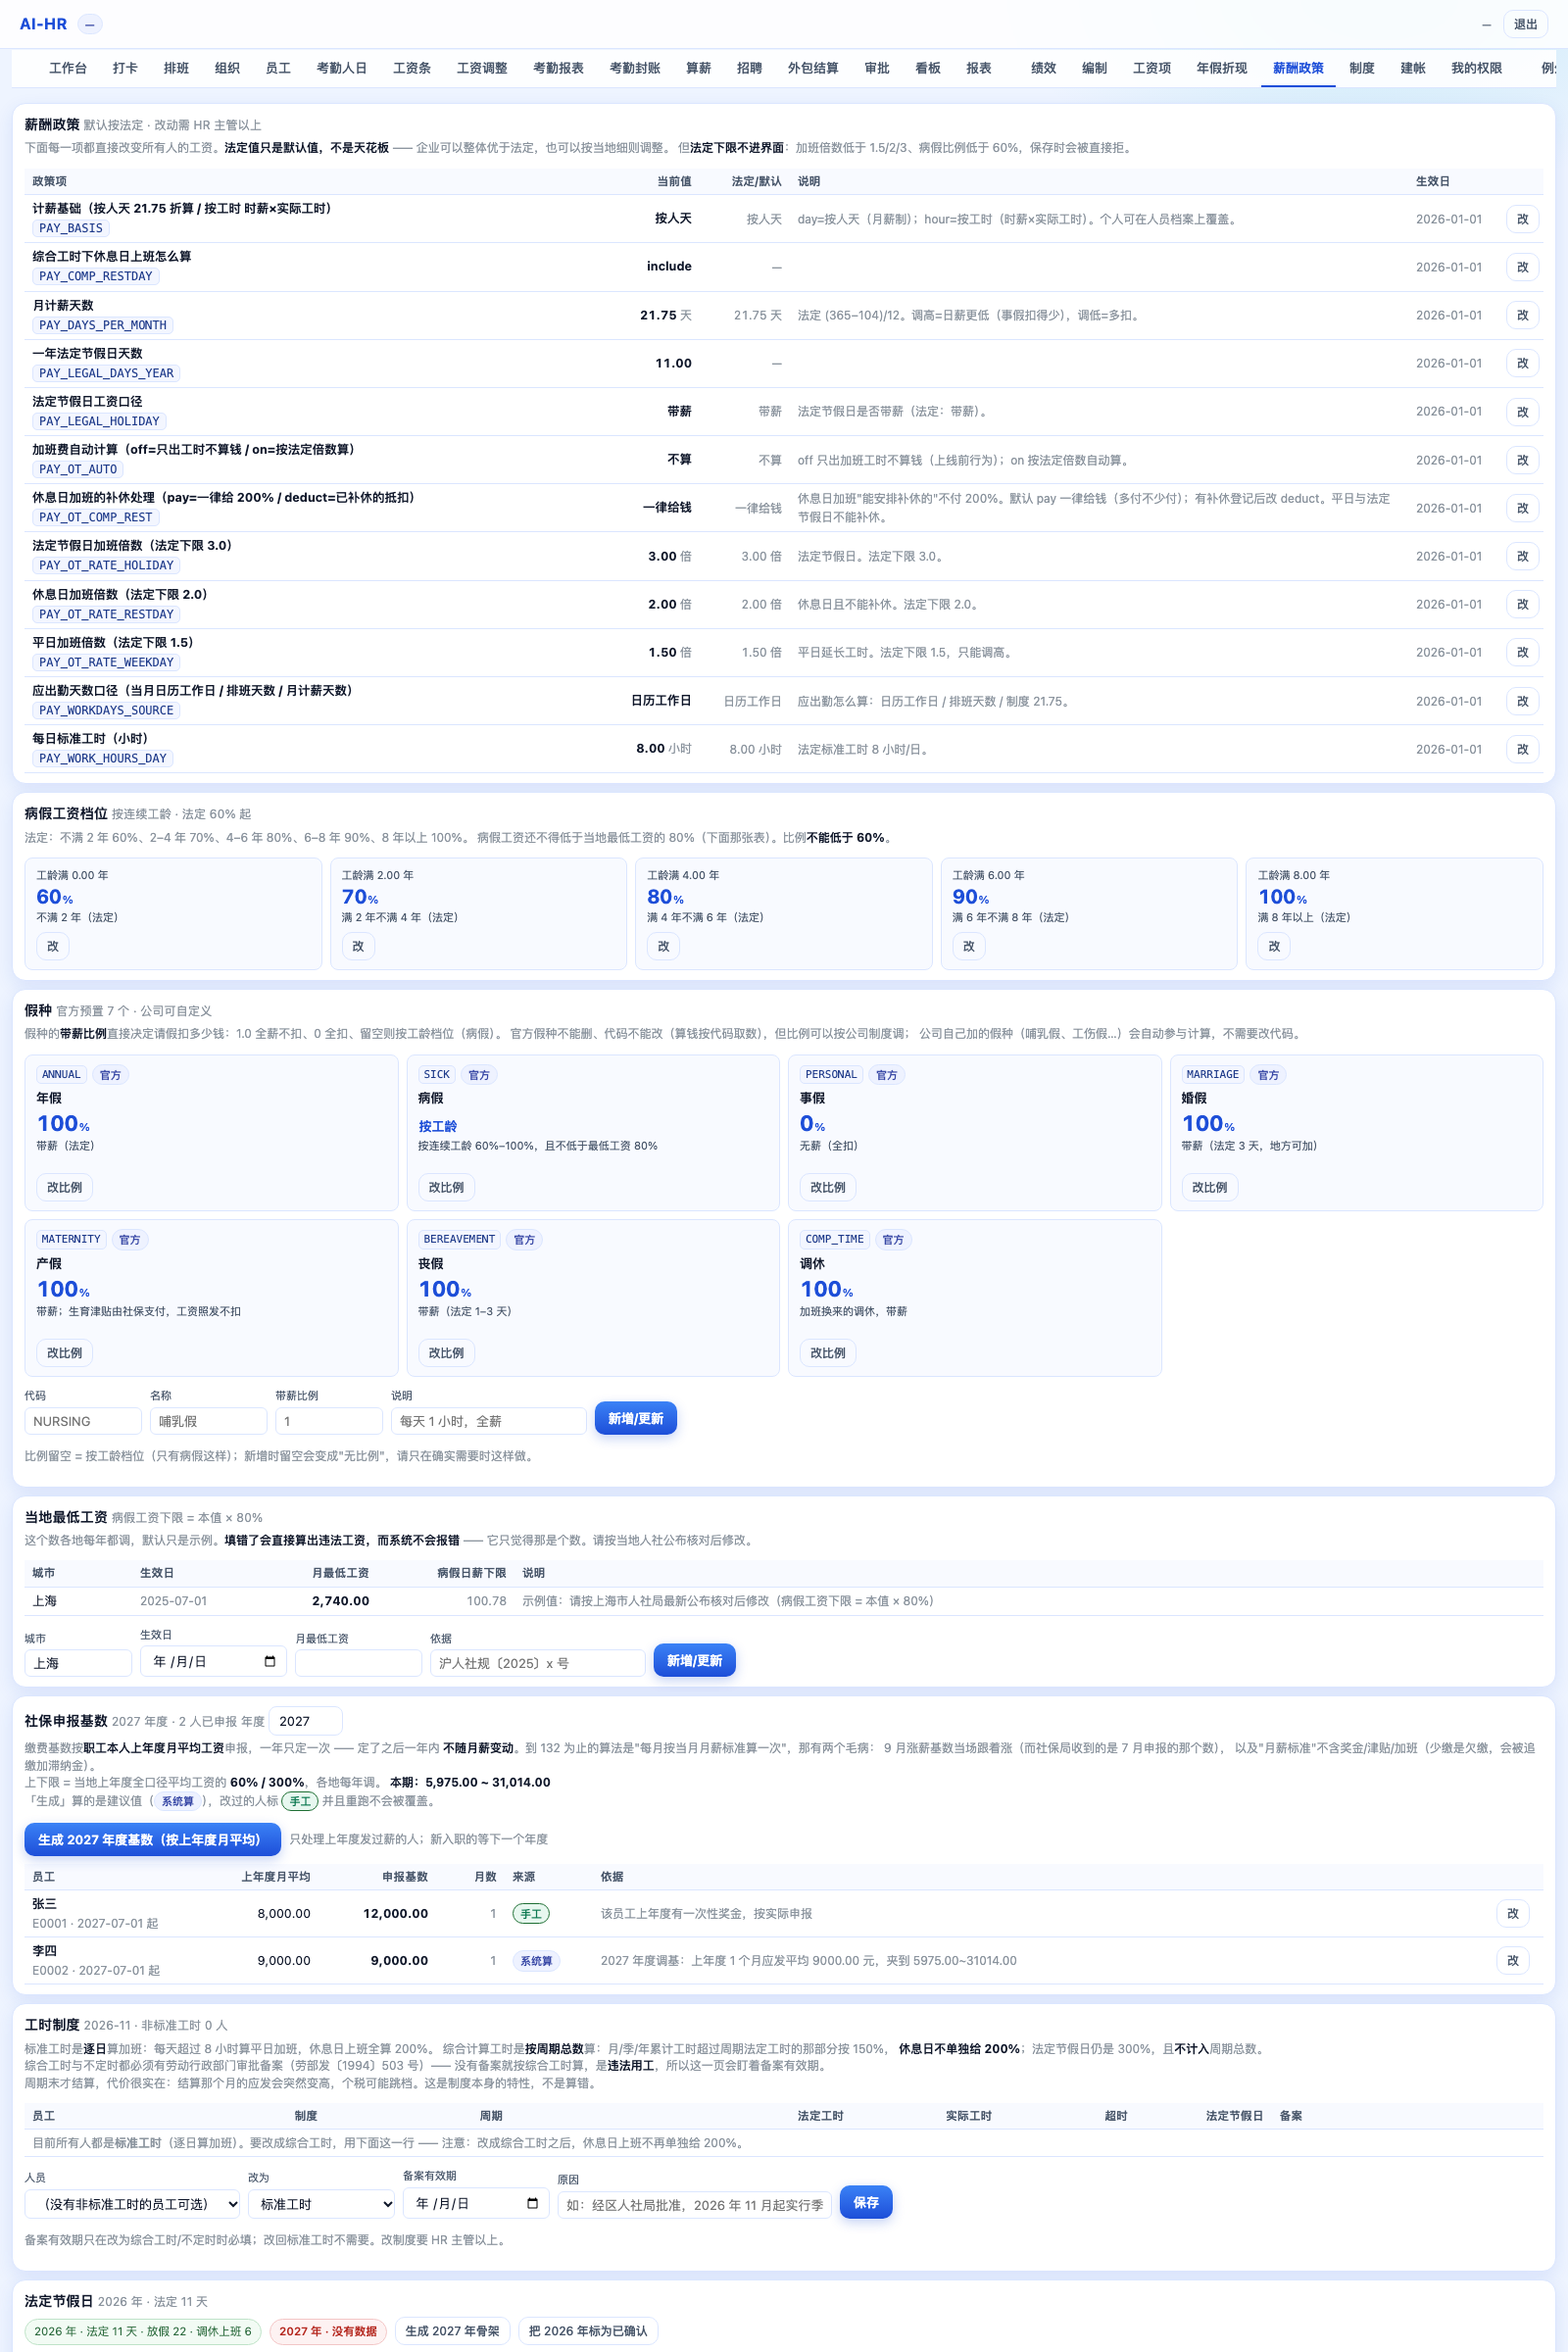 AI-HR — — 退出
工作台 打卡 排班 组织 员工 考勤人日 工资条 工资调整 考勤报表 考勤封账 算薪 招聘 外包结算 审批 看板 报表 绩效 编制 工资项 年假折现 薪酬政策 制度 建帐 我的权限
薪酬政策 默认按法定 · 改动需 HR 主管以上
下面每一项都直接改变所有人的工资。法定值只是默认值，不是天花板 —— 企业可以整体优于法定，也可以按当地细则调整。 但法定下限不进界面：加班倍数低于 1.5/2/3、病假比例低于 60%，保存时会被直接拒。
政策项 当前值 法定/默认 说明 生效日
计薪基础（按人天 21.75 折算 / 按工时 时薪×实际工时）
PAY_BASIS
按人天 按人天 day=按人天（月薪制）；hour=按工时（时薪×实际工时）。个人可在人员档案上覆盖。 2026-01-01 改
综合工时下休息日上班怎么算
PAY_COMP_RESTDAY
include — 2026-01-01 改
月计薪天数
PAY_DAYS_PER_MONTH
21.75 天 21.75 天 法定 (365−104)/12。调高=日薪更低（事假扣得少），调低=多扣。 2026-01-01 改
一年法定节假日天数
PAY_LEGAL_DAYS_YEAR
11.00 — 2026-01-01 改
法定节假日工资口径
PAY_LEGAL_HOLIDAY
带薪 带薪 法定节假日是否带薪（法定：带薪）。 2026-01-01 改
加班费自动计算（off=只出工时不算钱 / on=按法定倍数算）
PAY_OT_AUTO
不算 不算 off 只出加班工时不算钱（上线前行为）；on 按法定倍数自动算。 2026-01-01 改
休息日加班的补休处理（pay=一律给 200% / deduct=已补休的抵扣）
PAY_OT_COMP_REST
一律给钱 一律给钱 休息日加班"能安排补休的"不付 200%。默认 pay 一律给钱（多付不少付）；有补休登记后改 deduct。平日与法定
节假日不能补休。 2026-01-01 改
法定节假日加班倍数（法定下限 3.0）
PAY_OT_RATE_HOLIDAY
3.00 倍 3.00 倍 法定节假日。法定下限 3.0。 2026-01-01 改
休息日加班倍数（法定下限 2.0）
PAY_OT_RATE_RESTDAY
2.00 倍 2.00 倍 休息日且不能补休。法定下限 2.0。 2026-01-01 改
平日加班倍数（法定下限 1.5）
PAY_OT_RATE_WEEKDAY
1.50 倍 1.50 倍 平日延长工时。法定下限 1.5，只能调高。 2026-01-01 改
应出勤天数口径（当月日历工作日 / 排班天数 / 月计薪天数）
PAY_WORKDAYS_SOURCE
日历工作日 日历工作日 应出勤怎么算：日历工作日 / 排班天数 / 制度 21.75。 2026-01-01 改
每日标准工时（小时）
PAY_WORK_HOURS_DAY
8.00 小时 8.00 小时 法定标准工时 8 小时/日。 2026-01-01 改
病假工资档位 按连续工龄 · 法定 60% 起
法定：不满 2 年 60%、2–4 年 70%、4–6 年 80%、6–8 年 90%、8 年以上 100%。 病假工资还不得低于当地最低工资的 80%（下面那张表）。比例不能低于 60%。
工龄满 0.00 年 工龄满 2.00 年 工龄满 4.00 年 工龄满 6.00 年 工龄满 8.00 年
60% 70% 80% 90% 100%
不满 2 年（法定） 满 2 年不满 4 年（法定） 满 4 年不满 6 年（法定） 满 6 年不满 8 年（法定） 满 8 年以上（法定）
改 改 改 改 改
假种 官方预置 7 个 · 公司可自定义
假种的带薪比例直接决定请假扣多少钱：1.0 全薪不扣、0 全扣、留空则按工龄档位（病假）。 官方假种不能删、代码不能改（算钱按代码取数），但比例可以按公司制度调； 公司自己加的假种（哺乳假、工伤假…）会自动参与计算，不需要改代码。
ANNUAL 官方 SICK 官方 PERSONAL 官方 MARRIAGE 官方
年假 病假 事假 婚假
100% 按工龄 0% 100%
带薪（法定） 按连续工龄 60%–100%，且不低于最低工资 80% 无薪（全扣） 带薪（法定 3 天，地方可加）
改比例 改比例 改比例 改比例
MATERNITY 官方 BEREAVEMENT 官方 COMP_TIME 官方
产假 丧假 调休
100% 100% 100%
带薪；生育津贴由社保支付，工资照发不扣 带薪（法定 1–3 天） 加班换来的调休，带薪
改比例 改比例 改比例
代码 名称 带薪比例 说明
NURSING 哺乳假 1 每天 1 小时，全薪 新增/更新
比例留空 = 按工龄档位（只有病假这样）；新增时留空会变成"无比例"，请只在确实需要时这样做。
当地最低工资 病假工资下限 = 本值 × 80%
这个数各地每年都调，默认只是示例。填错了会直接算出违法工资，而系统不会报错 —— 它只觉得那是个数。请按当地人社公布核对后修改。
城市 生效日 月最低工资 病假日薪下限 说明
上海 2025-07-01 2,740.00 100.78 示例值：请按上海市人社局最新公布核对后修改（病假工资下限 = 本值 × 80%）
城市 生效日 月最低工资 依据
上海 年 /月/日 沪人社规〔2025〕x 号 新增/更新
社保申报基数 2027 年度 · 2 人已申报 年度 2027
缴费基数按职工本人上年度月平均工资申报，一年只定一次 —— 定了之后一年内 不随月薪变动。到 132 为止的算法是"每月按当月月薪标准算一次"，那有两个毛病： 9 月涨薪基数当场跟着涨（而社保局收到的是 7 月申报的那个数）， 以及"月薪标准"不含奖金/津贴/加班（少缴是欠缴，会被追
缴加滞纳金）。
上下限 = 当地上年度全口径平均工资的 60% / 300%，各地每年调。 本期：5,975.00 ~ 31,014.00
「生成」算的是建议值（系统算），改过的人标 手工 并且重跑不会被覆盖。
生成 2027 年度基数（按上年度月平均） 只处理上年度发过薪的人；新入职的等下一个年度
员工 上年度月平均 申报基数 月数 来源 依据
张三
E0001 · 2027-07-01 起
8,000.00 12,000.00 1 手工 该员工上年度有一次性奖金，按实际申报 改
李四
E0002 · 2027-07-01 起
9,000.00 9,000.00 1 系统算 2027 年度调基：上年度 1 个月应发平均 9000.00 元，夹到 5975.00~31014.00 改
工时制度 2026-11 · 非标准工时 0 人
标准工时是逐日算加班：每天超过 8 小时算平日加班，休息日上班全算 200%。 综合计算工时是按周期总数算：月/季/年累计工时超过周期法定工时的那部分按 150%， 休息日不单独给 200%；法定节假日仍是 300%，且不计入周期总数。
综合工时与不定时都必须有劳动行政部门审批备案（劳部发〔1994〕503 号）—— 没有备案就按综合工时算，是违法用工，所以这一页会盯着备案有效期。
周期末才结算，代价很实在：结算那个月的应发会突然变高，个税可能跳档。这是制度本身的特性，不是算错。
员工 制度 周期 法定工时 实际工时 超时 法定节假日 备案
目前所有人都是标准工时（逐日算加班）。要改成综合工时，用下面这一行 —— 注意：改成综合工时之后，休息日上班不再单独给 200%。
人员 改为 备案有效期 原因
（没有非标准工时的员工可选） 标准工时 年 /月/日 如：经区人社局批准，2026 年 11 月起实行季 保存
备案有效期只在改为综合工时/不定时时必填；改回标准工时不需要。改制度要 HR 主管以上。
法定节假日 2026 年 · 法定 11 天
2026 年 · 法定 11 天 · 放假 22 · 调休上班 6 2027 年 · 没有数据 生成 2027 年骨架 把 2026 年标为已确认